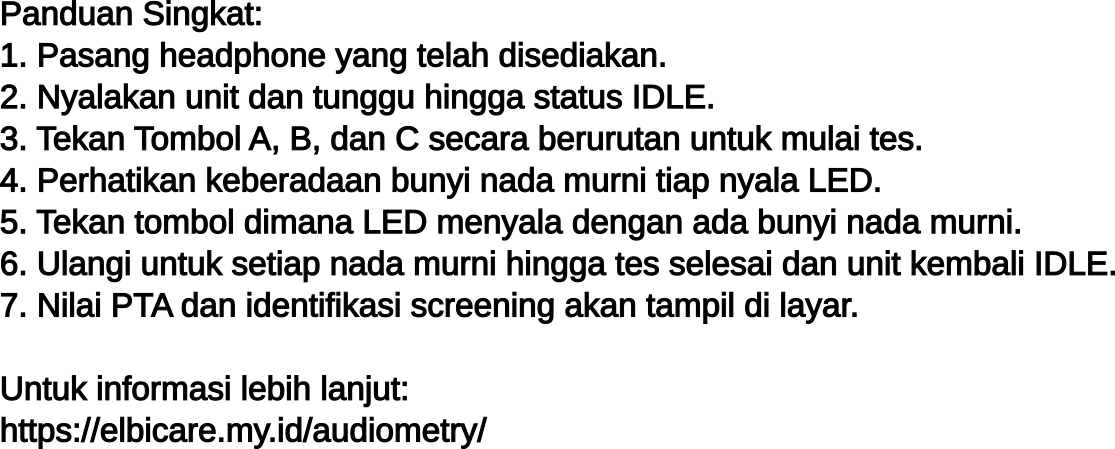 Panduan Singkat:
1. Pasang headphone yang telah disediakan.
2. Nyalakan unit dan tunggu hingga status IDLE.
3. Tekan Tombol A, B, dan C secara berurutan untuk mulai tes.
4. Perhatikan keberadaan bunyi nada murni tiap nyala LED.
5. Tekan tombol dimana LED menyala dengan ada bunyi nada murni.
6. Ulangi untuk setiap nada murni hingga tes selesai dan unit kembali IDLE.
7. Nilai PTA dan identifikasi screening akan tampil di layar.
Untuk informasi lebih lanjut:
https://elbicare.my.id/audiometry/